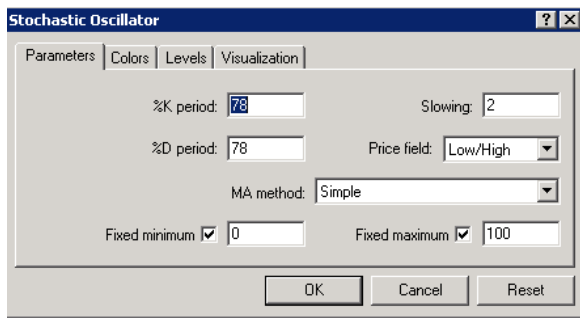 Stochastic Oscillator
Parameters Colors Levels Visualization
%K period: 78 Slowing: 2
%D period: 78 Price field: Low/High
MA method: Simple
Fixed minimum 0 Fixed maximum 100
OK Cancel Reset